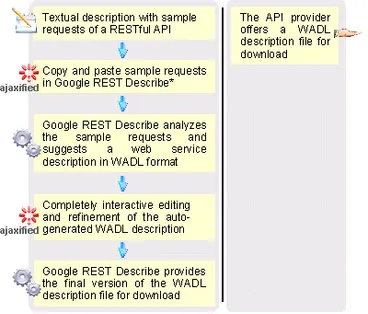 Textual description with sample
requests of a RESTful API
ajaxified
Copy and paste sample requests
in Google REST Describe*
Google REST Describe analyzes
the sample requests and
suggests a web service
description in WADL format
ajaxified
Completely interactive editing
and refinement of the auto-
generated WADL description
Google REST Describe provides
the final version of the WADL
description file for download
The API provider
offers a WADL
description file for
download